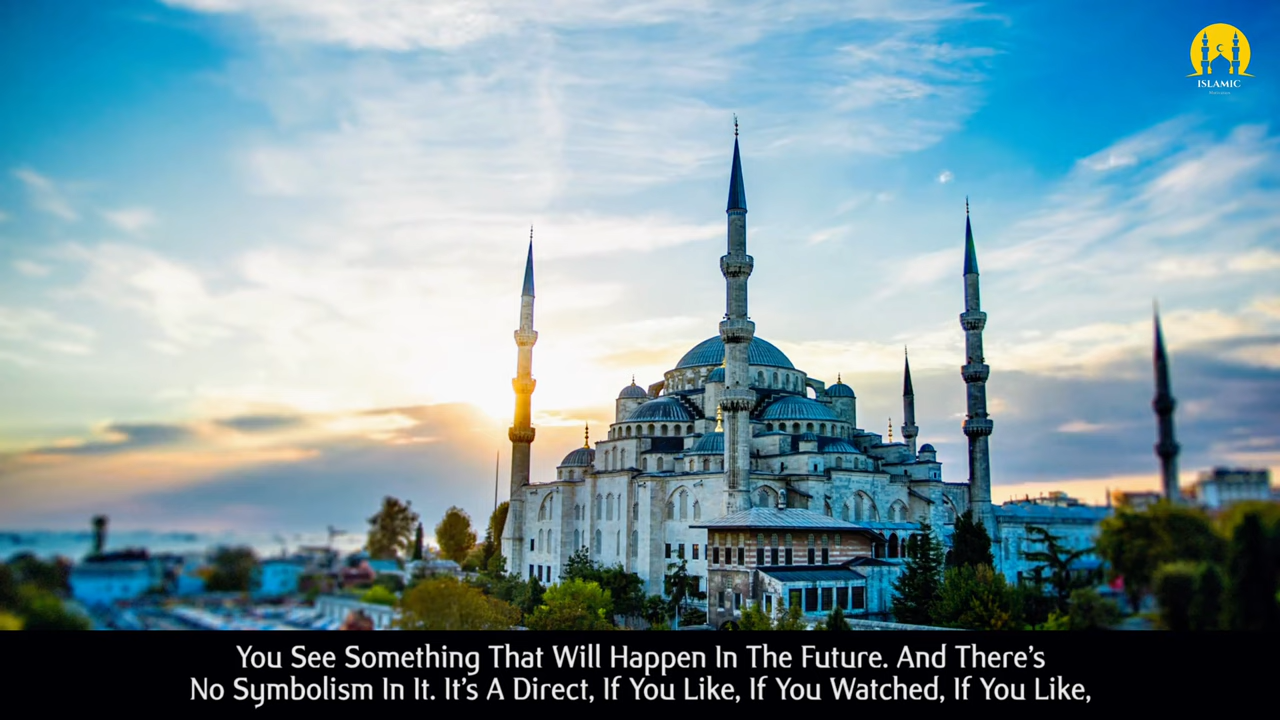 ISLAMIC
You See Something That Will Happen In The Future. And There's
No Symbolism In It. It's A Direct, If You Like, If You Watched, If You Like,